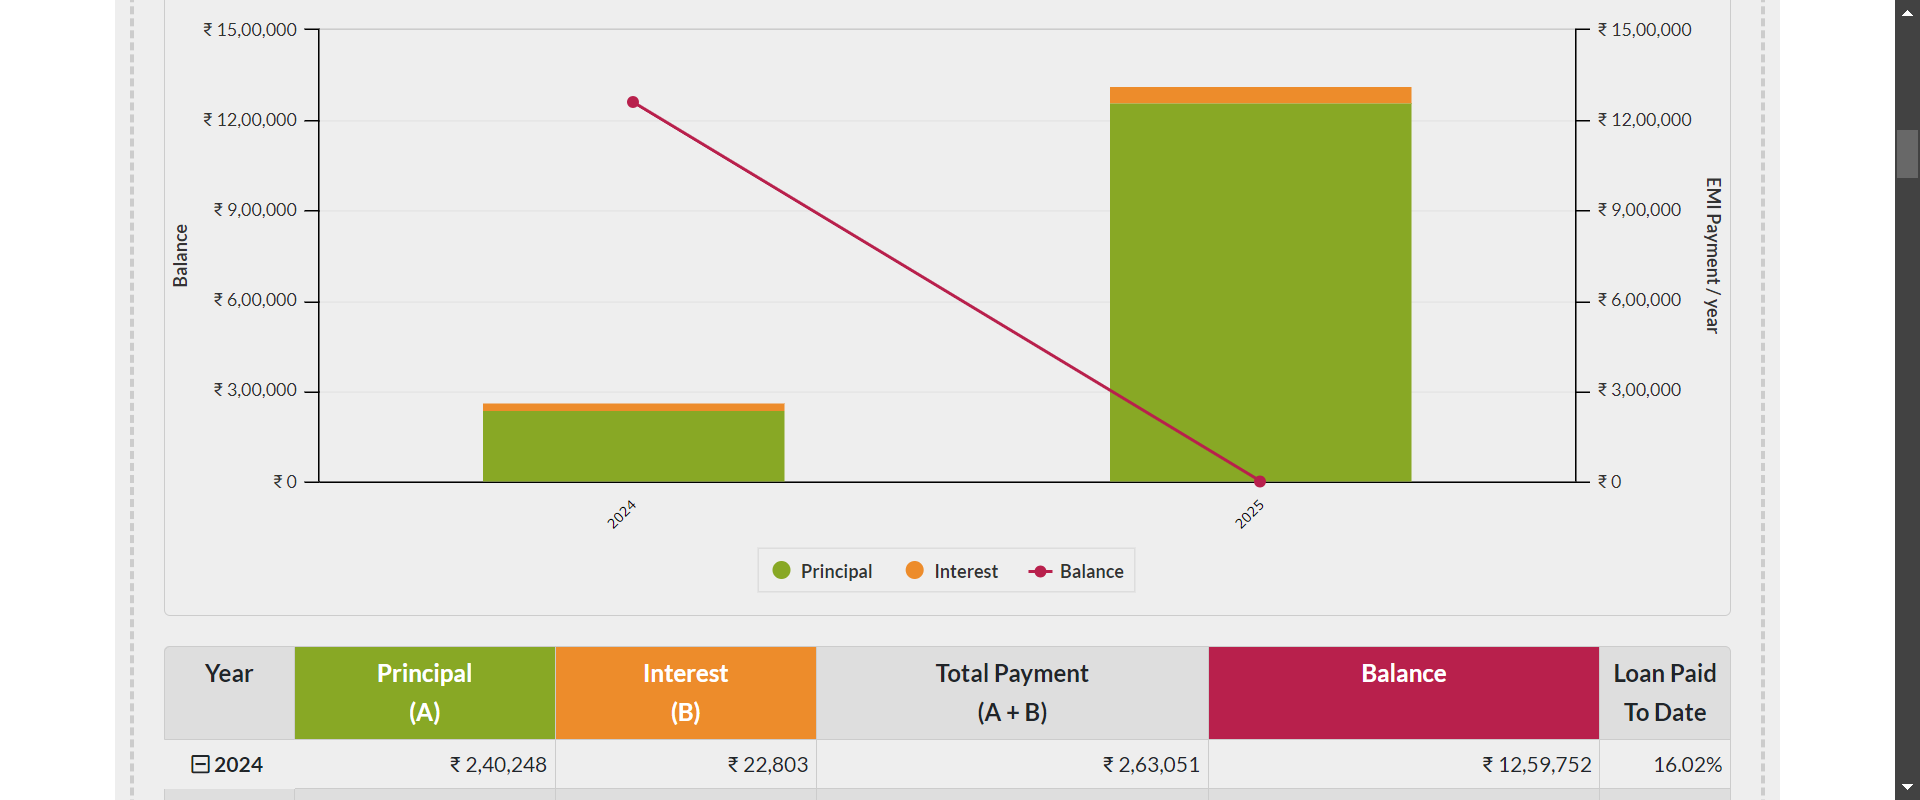 ₹ 15,00,000
₹ 12,00,000
₹ 9,00,000
₹ 6,00,000
₹ 3,00,000
₹ 0
Balance
₹ 15,00,000
₹ 12,00,000
₹ 9,00,000
₹ 6,00,000
₹ 3,00,000
₹ 0
EMI Payment / year
2024
2025
Principal
Interest
Balance
Year
Principal
(A)
Interest
(B)
Total Payment
(A + B)
Balance
Loan Paid
To Date
2024
₹ 2,40,248
₹ 22,803
₹ 2,63,051
₹ 12,59,752
16.02%